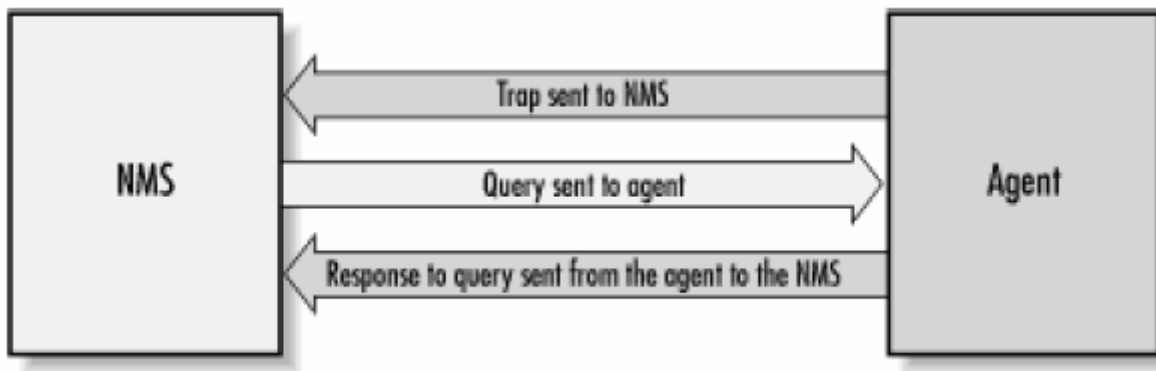 Trap sent to NMS
NMS
Query sent to agent
Agent
Response to query sent from the agent to the NMS